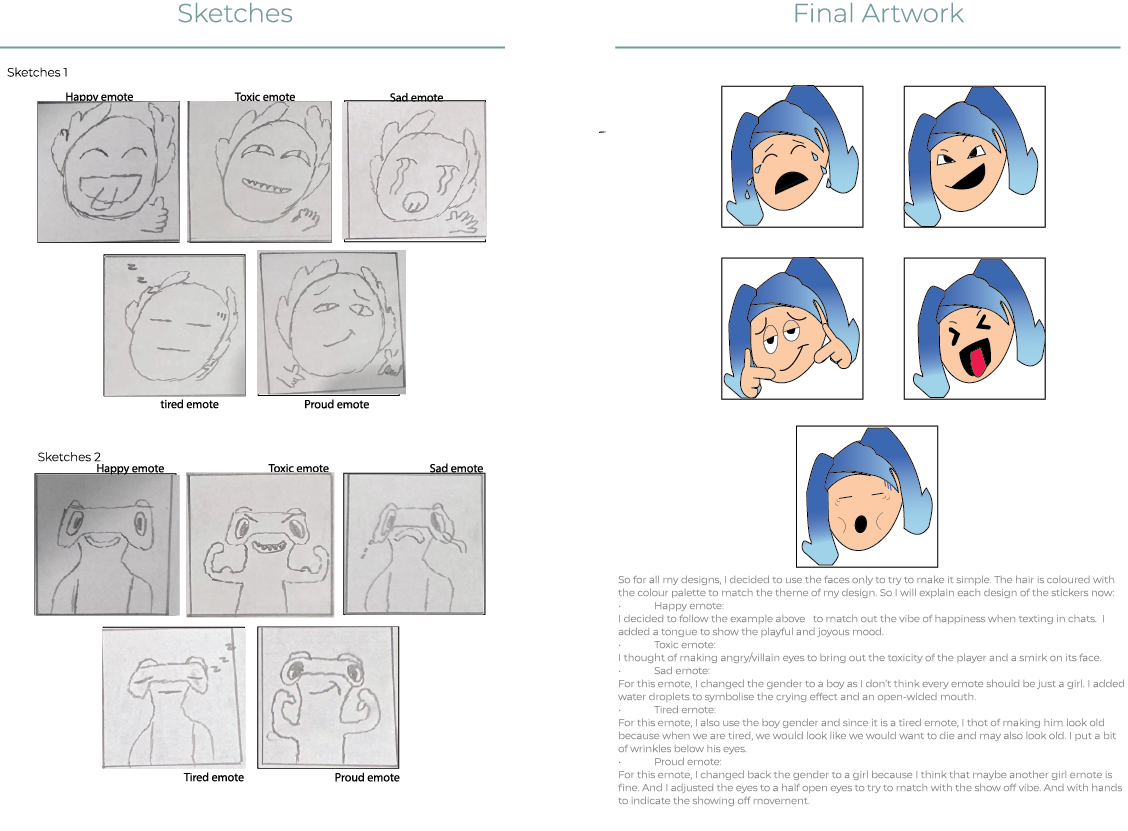 Sketches
Sketches 1
Happy emote
Toxic emote
Sad emote
z
z
z
tired emote
Proud emote
Sketches 2
Happy emote
Toxic emote
Sad emote
z
z
z
Tired emote
Proud emote
Final Artwork
So for all my designs, I decided to use the faces only to try to make it simple. The hair is coloured with
the colour palette to match the theme of my design. So I will explain each design of the stickers now:
· Happy emote:
I decided to follow the example above to match out the vibe of happiness when texting in chats. I
added a tongue to show the playful and joyous mood.
· Toxic emote:
I thought of making angry/villain eyes to bring out the toxicity of the player and a smirk on its face.
· Sad emote:
For this emote, I changed the gender to a boy as I don't think every emote should be just a girl. I added
water droplets to symbolise the crying effect and an open-wided mouth.
· Tired emote:
For this emote, I also use the boy gender and since it is a tired emote, I thot of making him look old
because when we are tired, we would look like we would want to die and may also look old. I put a bit
of wrinkles below his eyes.
· Proud emote:
For this emote, I changed back the gender to a girl because I think that maybe another girl emote is
fine. And I adjusted the eyes to a half open eyes to try to match with the show off vibe. And with hands
to indicate the showing off movement.